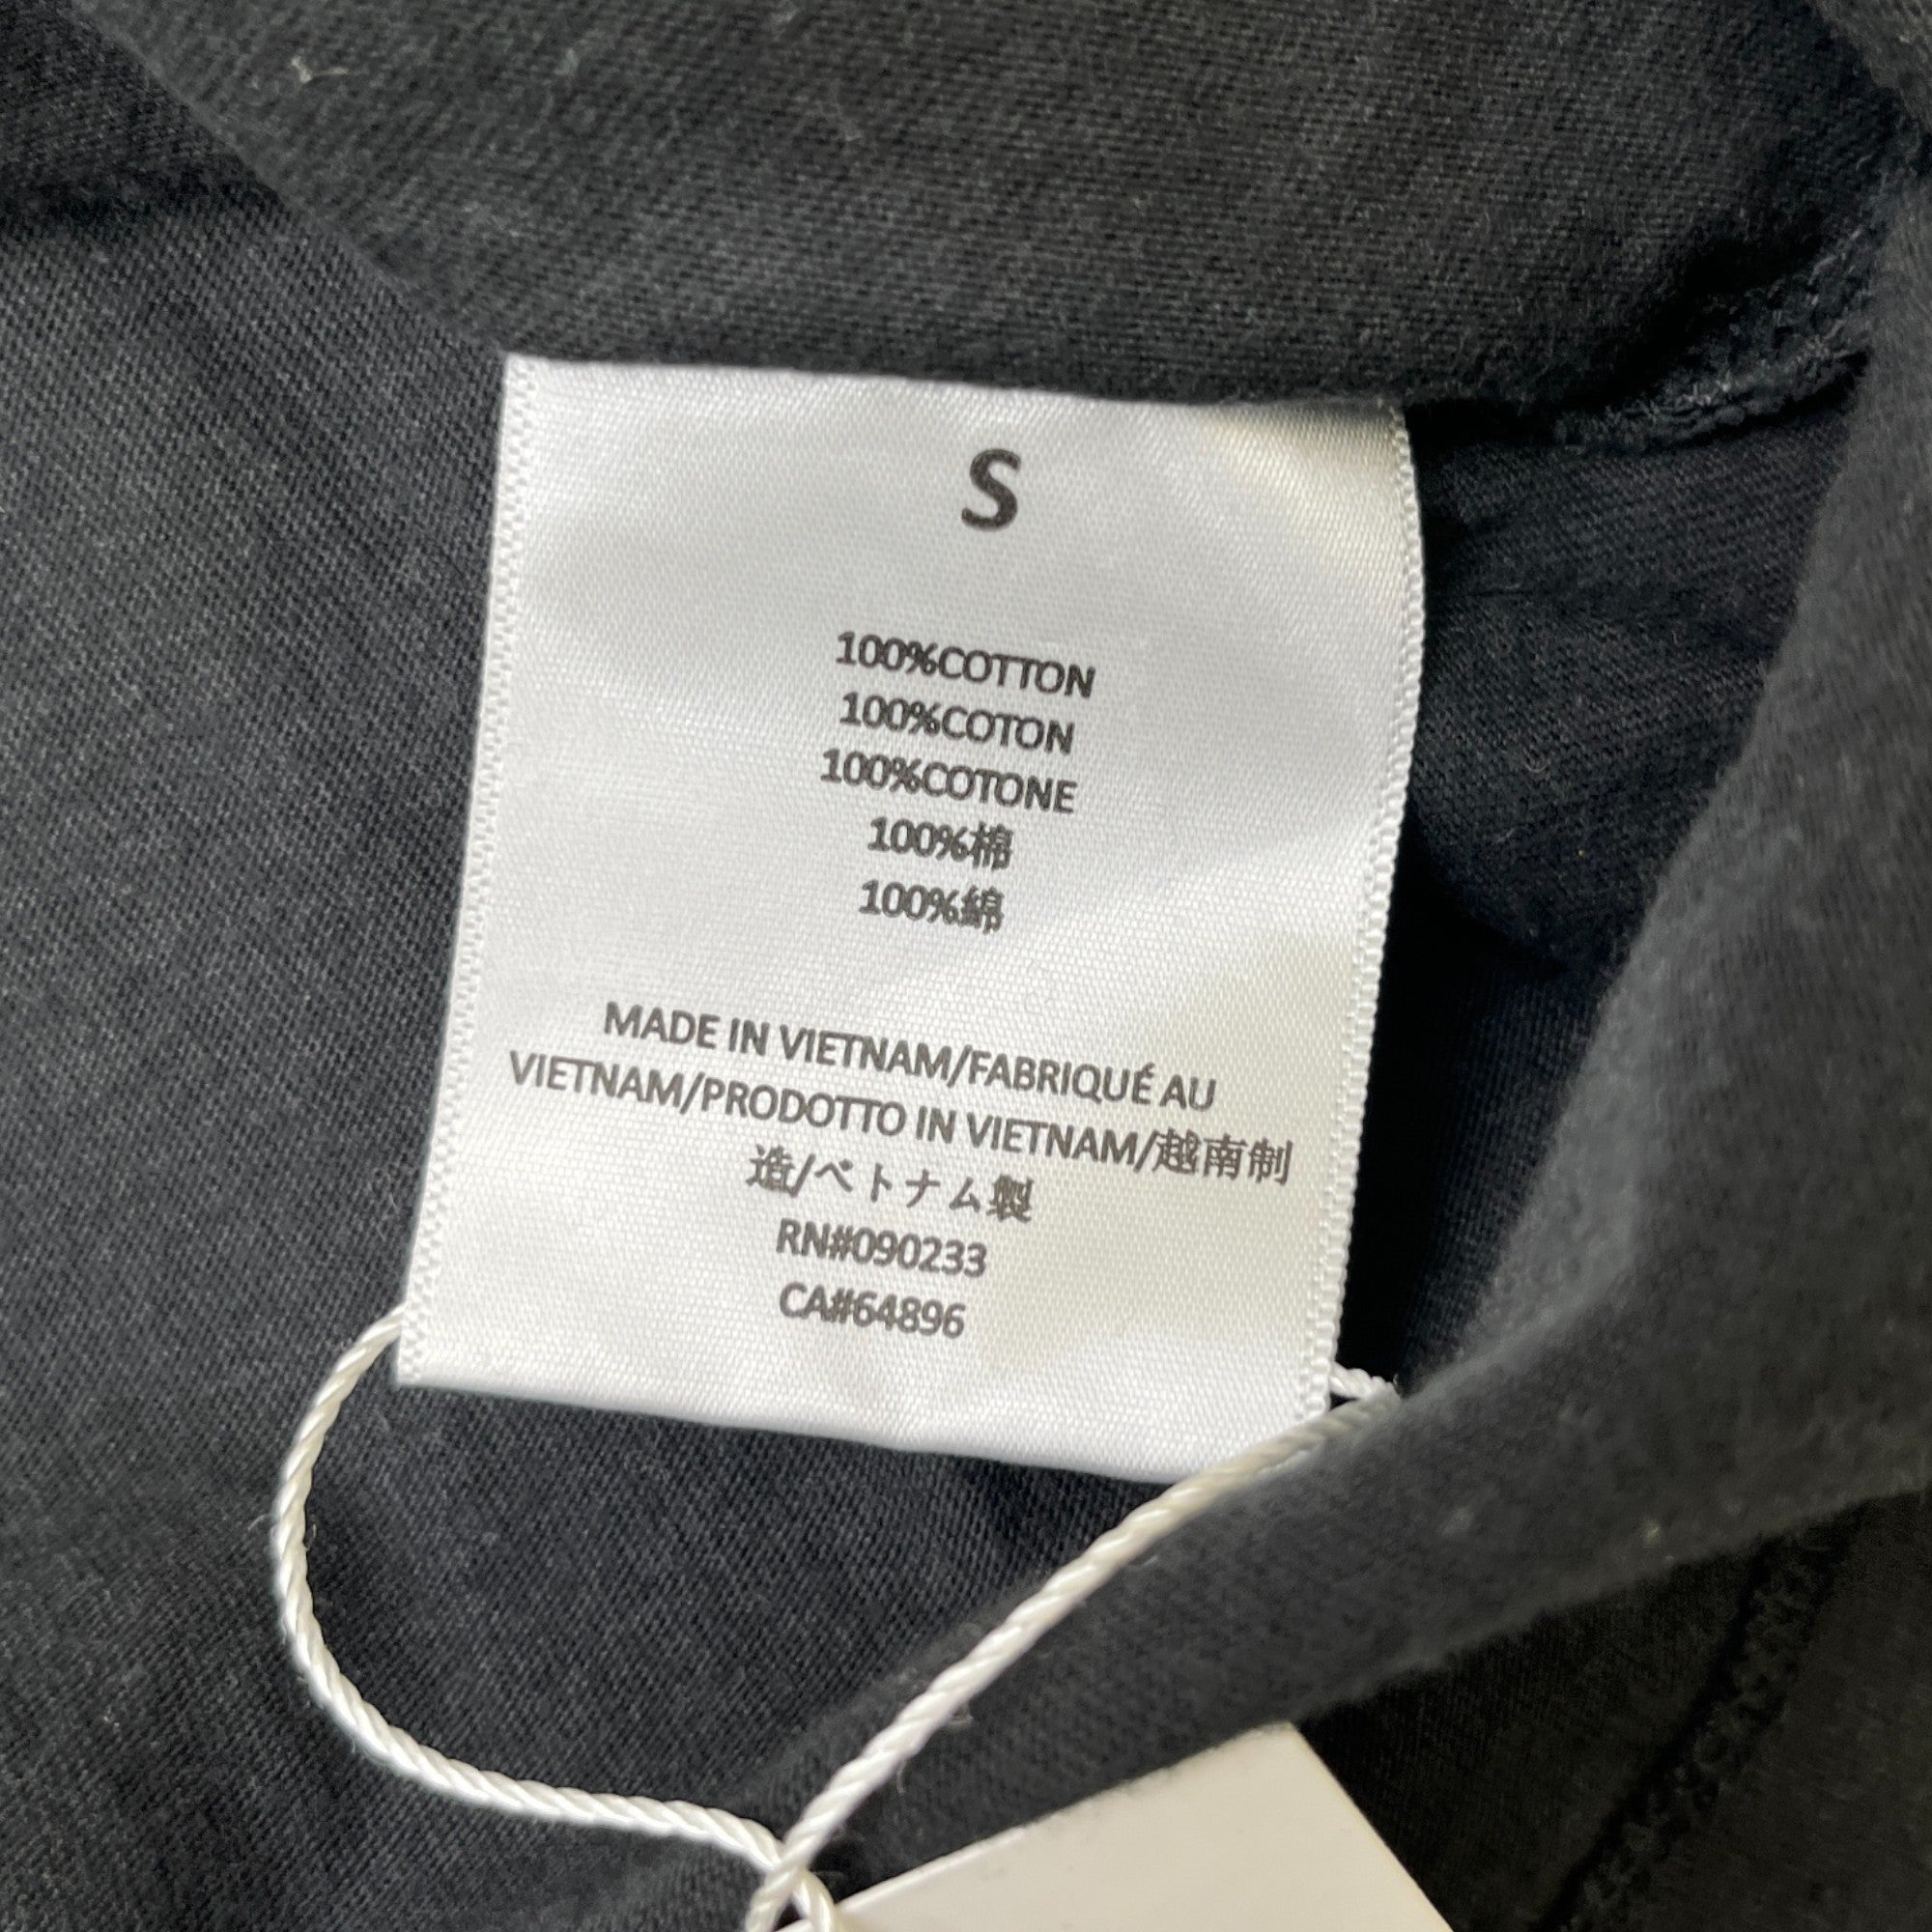 S
100%COTTON
100%COTON
100%COTONE
100%棉
100%綿
MADE IN VIETNAM/FABRIQUÉ AU
VIETNAM/PRODOTTO IN VIETNAM/越南制
造/ベトナム製
RN#090233
CA#64896